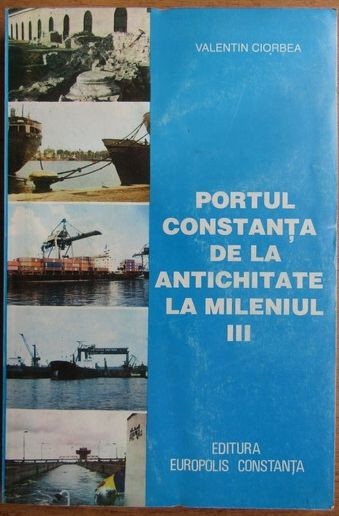 VALENTIN CIORBEA
PORTUL
CONSTANȚA
DE LA
ANTICHITATE
LA MILENIUL
III
EDITURA
EUROPOLIS CONSTANȚA